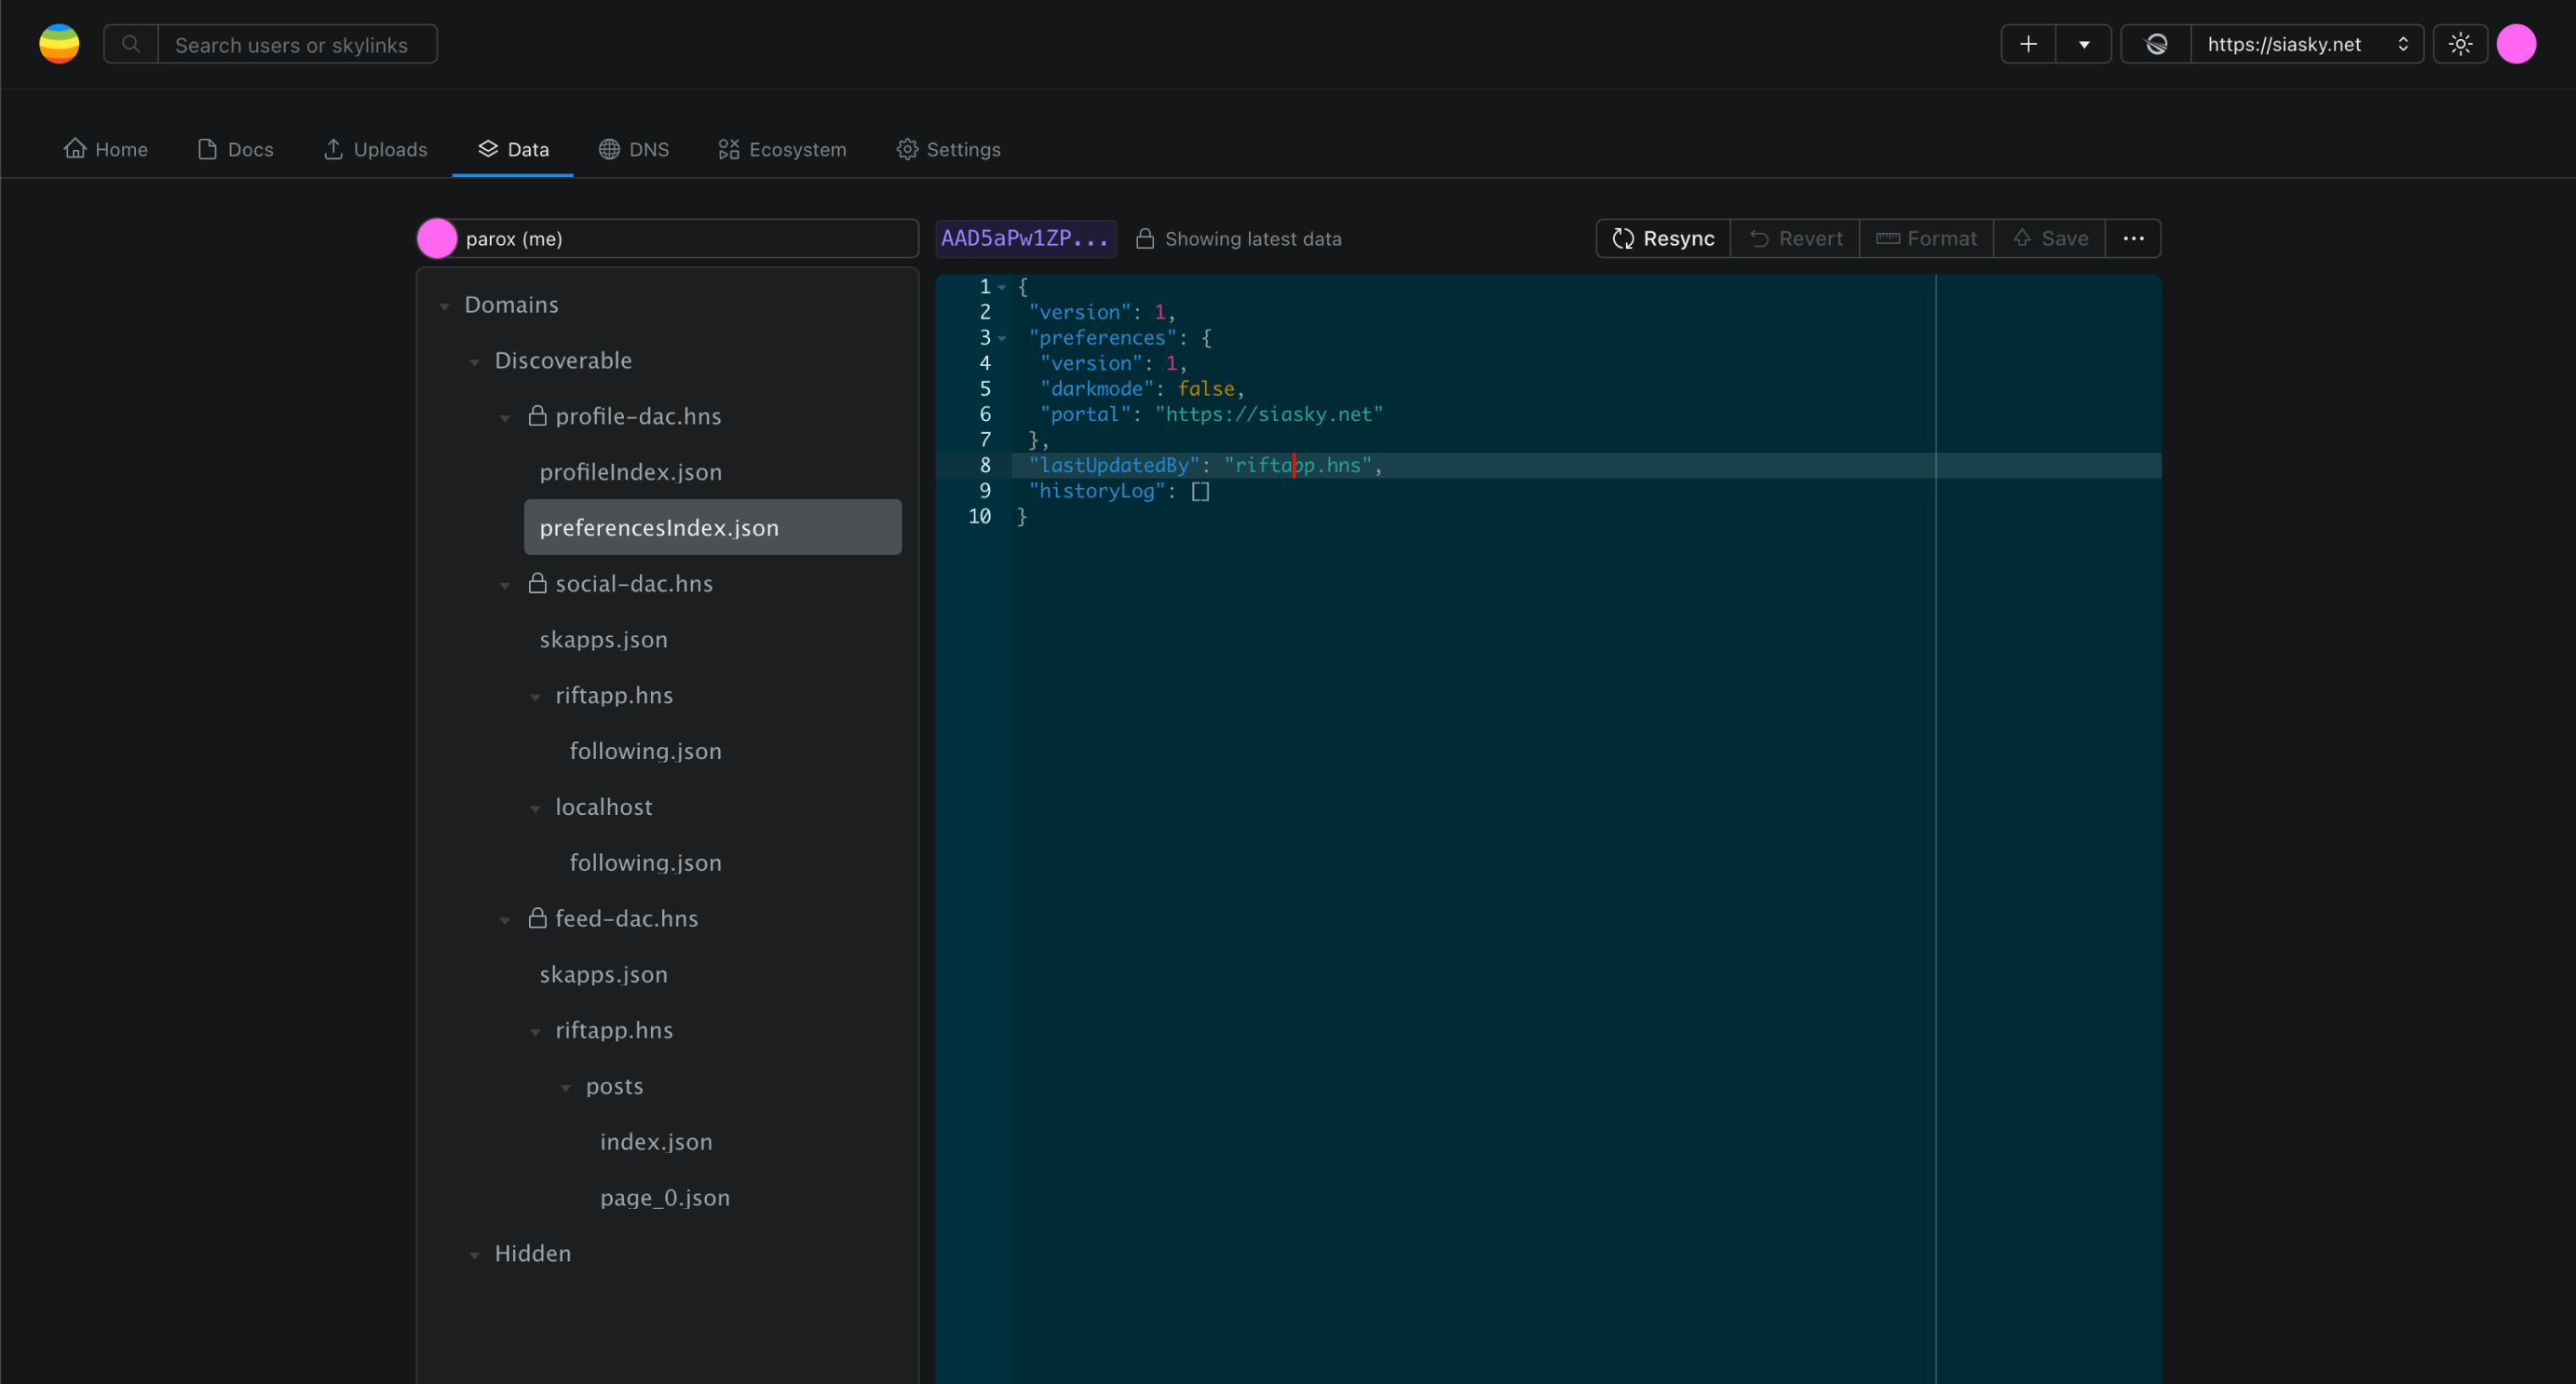 Search users or skylinks
https://siasky.net
Home Docs Uploads Data DNS Ecosystem Settings
parox (me)
AAD5aPw1ZP... Showing latest data Resync Revert Format Save
Domains
Discoverable
profile-dac.hns
profileIndex.json
preferencesIndex.json
social-dac.hns
skapps.json
riftapp.hns
following.json
localhost
following.json
feed-dac.hns
skapps.json
riftapp.hns
posts
index.json
page_0.json
Hidden
1 {
2 "version": 1,
3 "preferences": {
4 "version": 1,
5 "darkmode": false,
6 "portal": "https://siasky.net"
7 },
8 "lastUpdatedBy": "riftapp.hns",
9 "historyLog": []
10 }